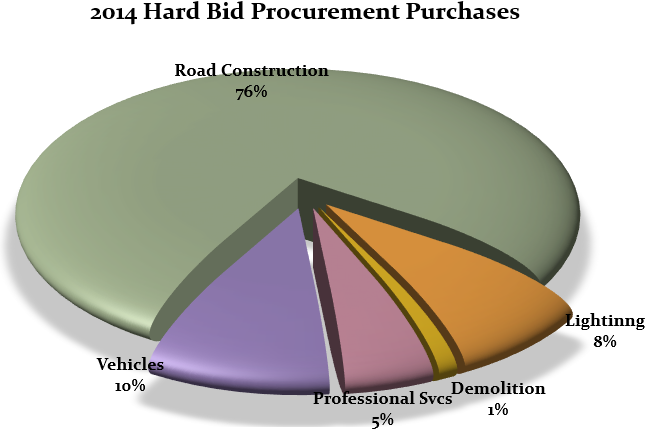 2014 Hard Bid Procurement Purchases
Road Construction
76%
Lightinng
8%
Vehicles
10%
Demolition
1%
Professional Svcs
5%